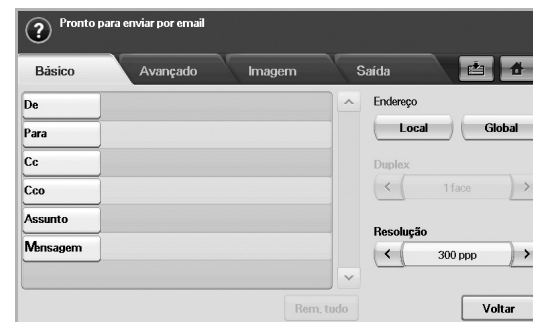 Pronto para enviar por email
Básico Avançado Imagem Saída
De
Para
Cc
Cco
Assunto
Mensagem
Rem. tudo
Endereço
Local Global
Duplex
1 face
Resolução
300 ppp
Voltar